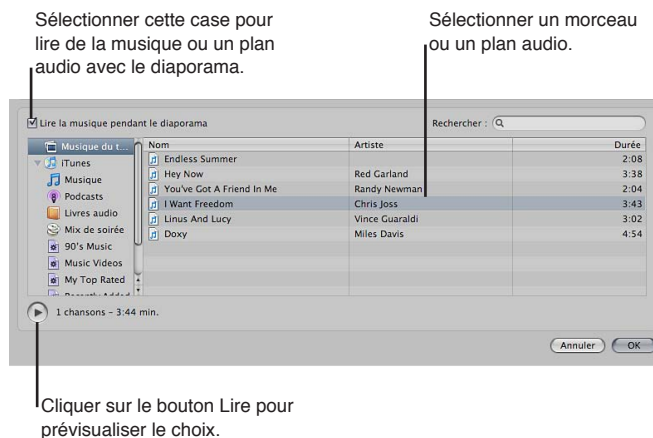 Sélectionner cette case pour
lire de la musique ou un plan
audio avec le diaporama.
Sélectionner un morceau
ou un plan audio.
Lire la musique pendant le diaporama
Rechercher :
Musique du t...
iTunes
Musique
Podcasts
Livres audio
Mix de soirée
90's Music
Music Videos
My Top Rated
Recently Added
Nom Artiste Durée
Endless Summer 2:08
Hey Now Red Garland 3:38
You've Got A Friend In Me Randy Newman 2:04
I Want Freedom Chris Joss 3:43
Linus And Lucy Vince Guaraldi 3:02
Doxy Miles Davis 4:54
1 chansons – 3:44 min.
Annuler OK
Cliquer sur le bouton Lire pour
prévisualiser le choix.